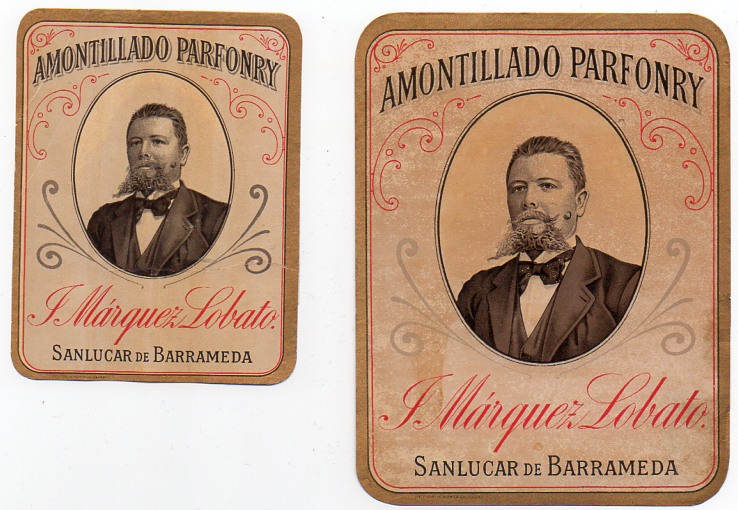 AMONTILLADO PARFONRY
J. Márquez Lobato.
SANLUCAR DE BARRAMEDA
AMONTILLADO PARFONRY
J. Márquez Lobato.
SANLUCAR DE BARRAMEDA